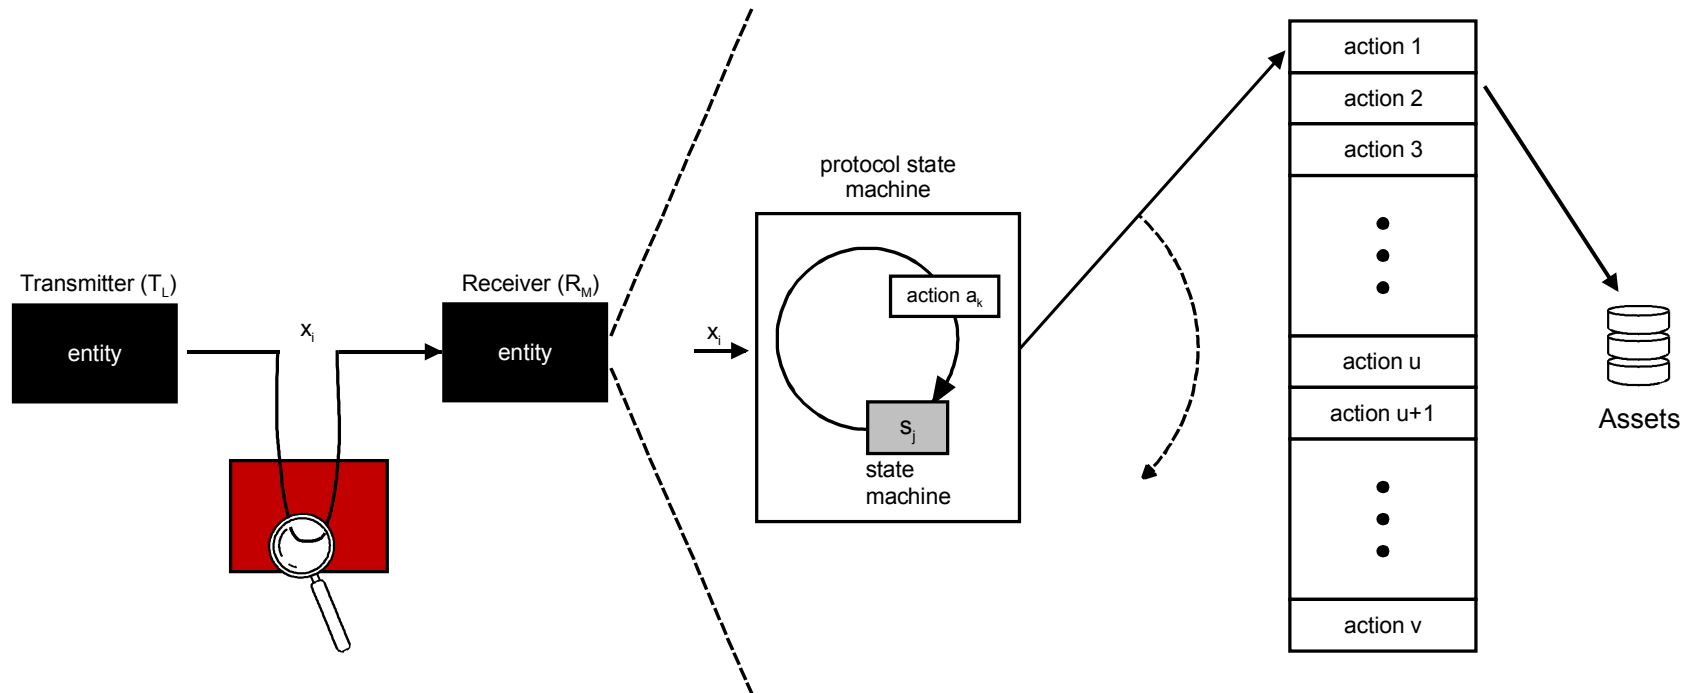 Transmitter (T_L)
entity
x_i
Receiver (R_M)
entity
x_i
protocol state
machine
action a_k
s_j
state
machine
action 1
action 2
action 3
action u
action u+1
action v
Assets